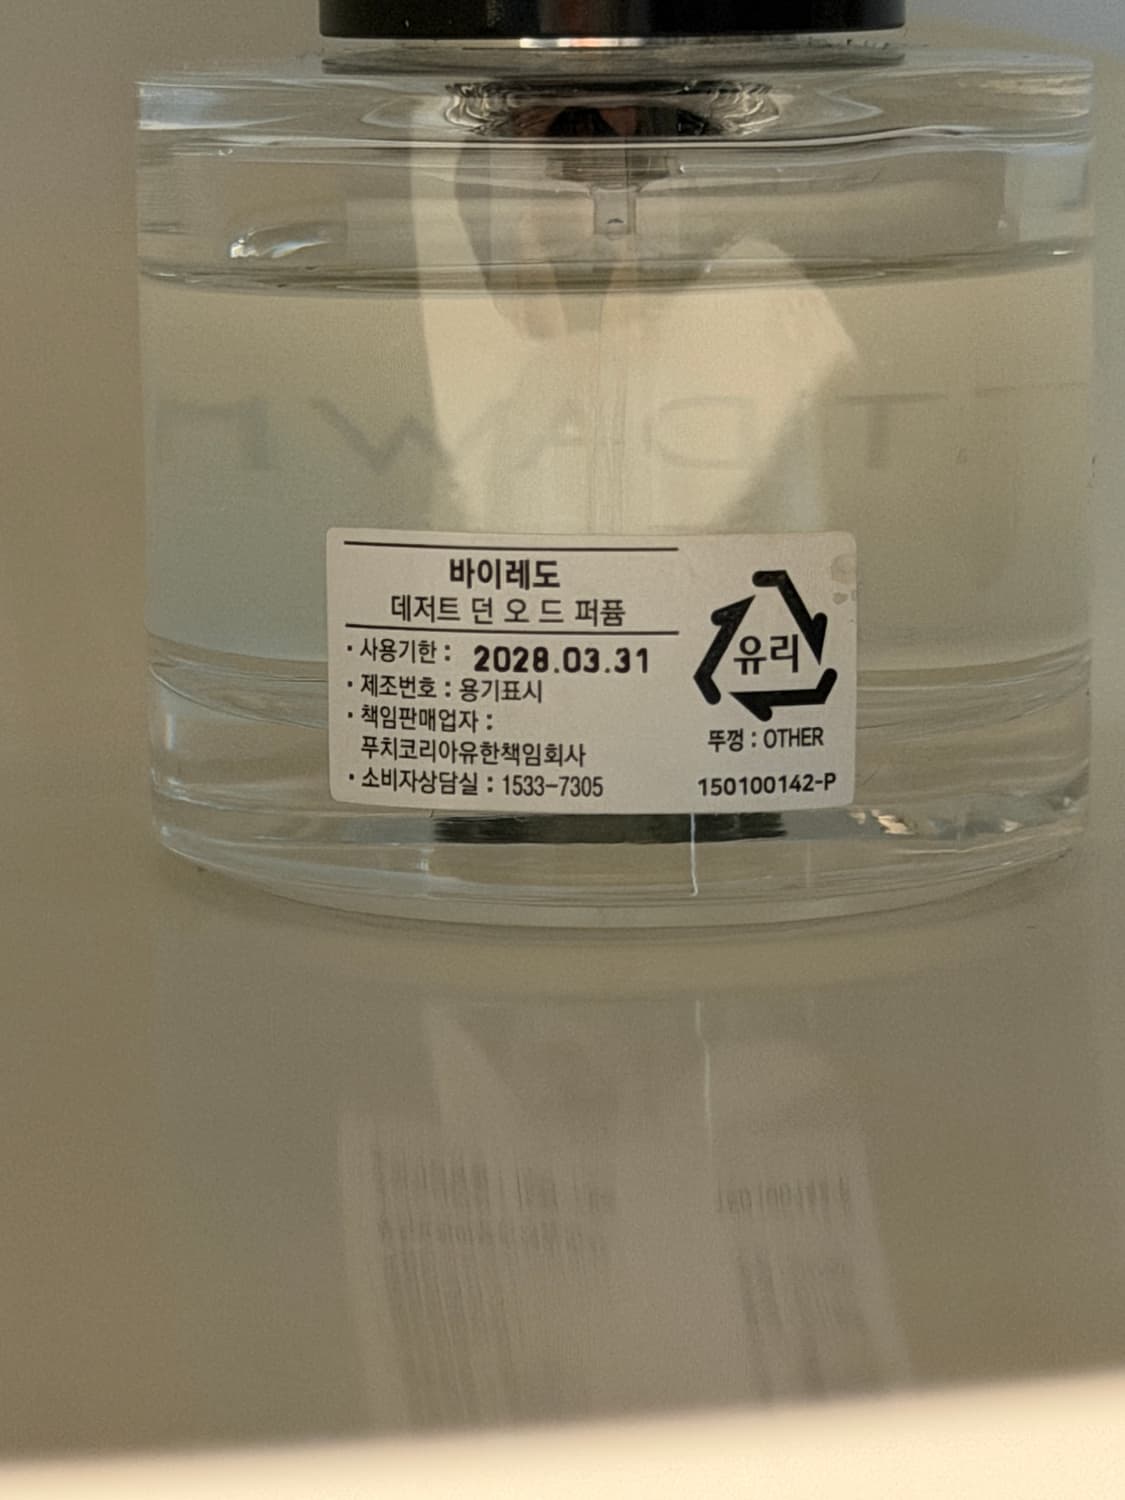 바이레도
데저트 던 오 드 퍼퓸
· 사용기한 : 2028.03.31
· 제조번호 : 용기표시
· 책임판매업자 :
푸치코리아유한책임회사
· 소비자상담실 : 1533-7305
유리
뚜껑 : OTHER
150100142-P